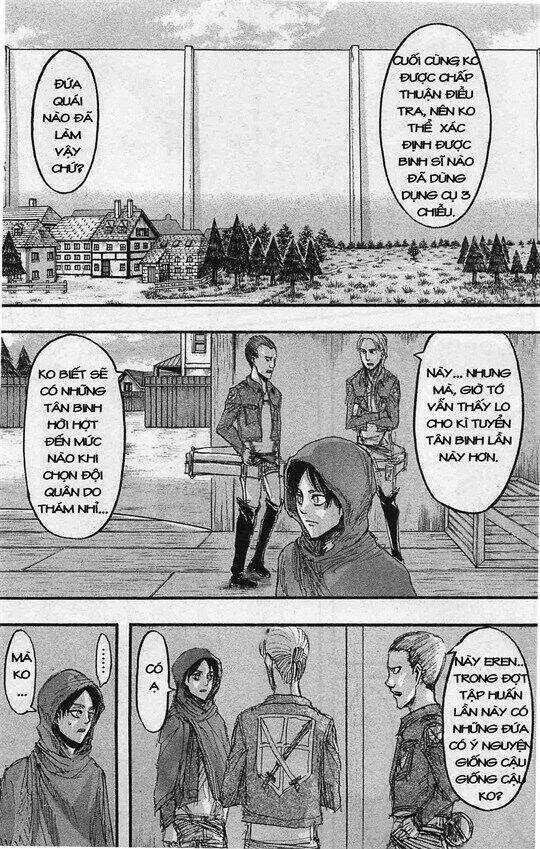 CUỐI CÙNG KO
ĐƯỢC CHẤP
THUẬN ĐIỀU
TRA, NÊN KO
THỂ XÁC
ĐỊNH ĐƯỢC
BINH SĨ NÀO
ĐÃ DÙNG
DỤNG CỤ 3
CHIỀU.
ĐỨA
QUÁI
NÀO ĐÃ
LÀM
VẬY
CHỨ?
NÀY... NHƯNG
MÀ, GIỜ TỚ
VẪN THẤY LO
CHO KÌ TUYỂN
TÂN BINH LẦN
NÀY HƠN.
KO BIẾT SẼ
CÓ NHỮNG
TÂN BINH
HỜI HỢT
ĐẾN MỨC
NÀO KHI
CHỌN ĐỘI
QUÂN DO
THÁM NHỈ...
NÀY EREN..
TRONG ĐỢT
TẬP HUẤN
LẦN NÀY CÓ
NHỮNG ĐỨA
CÓ Ý NGUYỆN
GIỐNG CẬU
GIỐNG CẬU
KO?
CÓ
Ạ
......
MÀ
KO
...